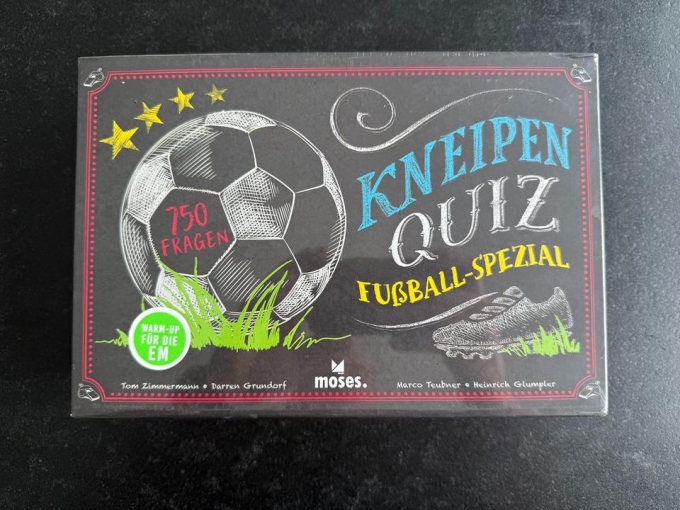 KNEIPEN
QUIZ
FUßBALL-SPEZIAL
750
FRAGEN
WARM-UP
FÜR DIE
EM
Tom Zimmermann • Darren Grundorf
moses.
Marco Teubner • Heinrich Glumpler